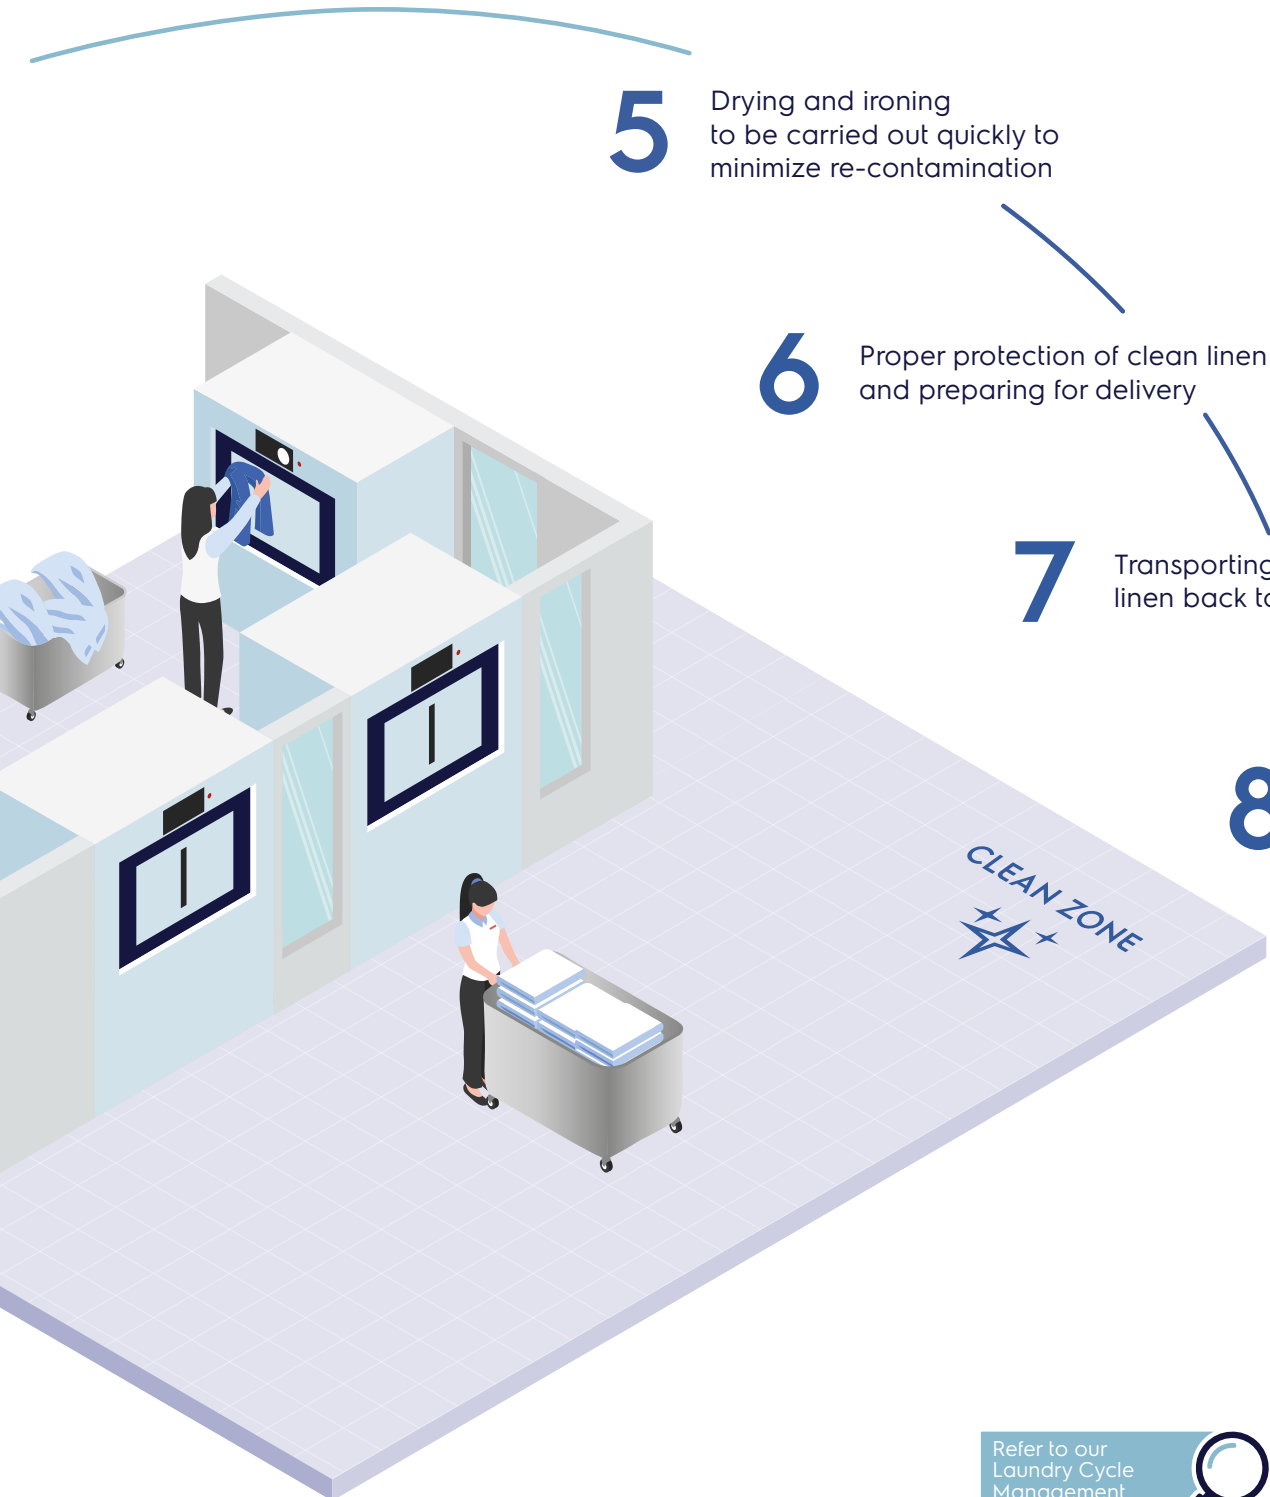 5
Drying and ironing
to be carried out quickly to
minimize re-contamination
6
Proper protection of clean linen
and preparing for delivery
7
Transporting
linen back
8
CLEAN ZONE
Refer to our
Laundry Cycle
Management